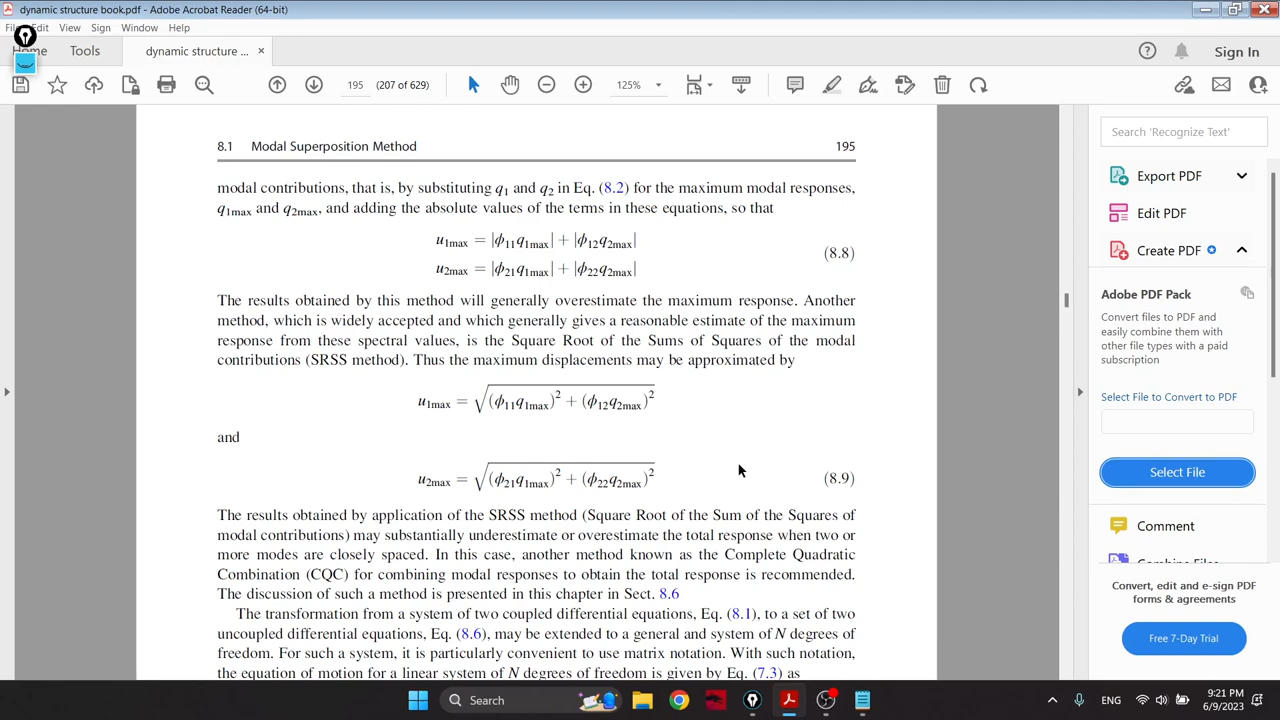 dynamic structure book.pdf - Adobe Acrobat Reader (64-bit)
File Edit View Sign Window Help
Home Tools dynamic structure ... × Sign In
195 (207 of 629) 125%
8.1 Modal Superposition Method 195
modal contributions, that is, by substituting q₁ and q₂ in Eq. (8.2) for the maximum modal responses,
q₁max and q₂max, and adding the absolute values of the terms in these equations, so that
u₁max = |ϕ₁₁q₁max| + |ϕ₁₂q₂max|
u₂max = |ϕ₂₁q₁max| + |ϕ₂₂q₂max|
(8.8)
The results obtained by this method will generally overestimate the maximum response. Another
method, which is widely accepted and which generally gives a reasonable estimate of the maximum
response from these spectral values, is the Square Root of the Sums of Squares of the modal
contributions (SRSS method). Thus the maximum displacements may be approximated by
u₁max = √((ϕ₁₁q₁max)² + (ϕ₁₂q₂max)²)
and
u₂max = √((ϕ₂₁q₁max)² + (ϕ₂₂q₂max)²) (8.9)
The results obtained by application of the SRSS method (Square Root of the Sum of the Squares of
modal contributions) may substantially underestimate or overestimate the total response when two or
more modes are closely spaced. In this case, another method known as the Complete Quadratic
Combination (CQC) for combining modal responses to obtain the total response is recommended.
The discussion of such a method is presented in this chapter in Sect. 8.6
The transformation from a system of two coupled differential equations, Eq. (8.1), to a set of two
uncoupled differential equations, Eq. (8.6), may be extended to a general and system of N degrees of
freedom. For such a system, it is particularly convenient to use matrix notation. With such notation,
the equation of motion for a linear system of N degrees of freedom is given by Eq. (7.3) as
Search 'Recognize Text'
Export PDF
Edit PDF
Create PDF
Adobe PDF Pack
Convert files to PDF and
easily combine them with
other file types with a paid
subscription
Select File to Convert to PDF
Select File
Comment
Combine Files
Convert, edit and e-sign PDF
forms & agreements
Free 7-Day Trial
Search
ENG
9:21 PM
6/9/2023